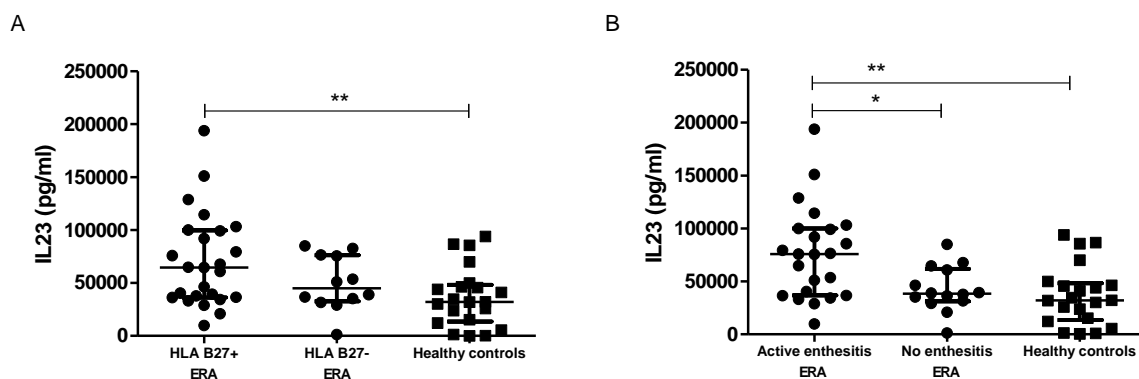 A
250000
200000
150000
100000
50000
0
IL23 (pg/ml)
**
HLA B27+
ERA
HLA B27-
ERA
Healthy controls
B
250000
200000
150000
100000
50000
0
IL23 (pg/ml)
**
*
Active enthesitis
ERA
No enthesitis
ERA
Healthy controls